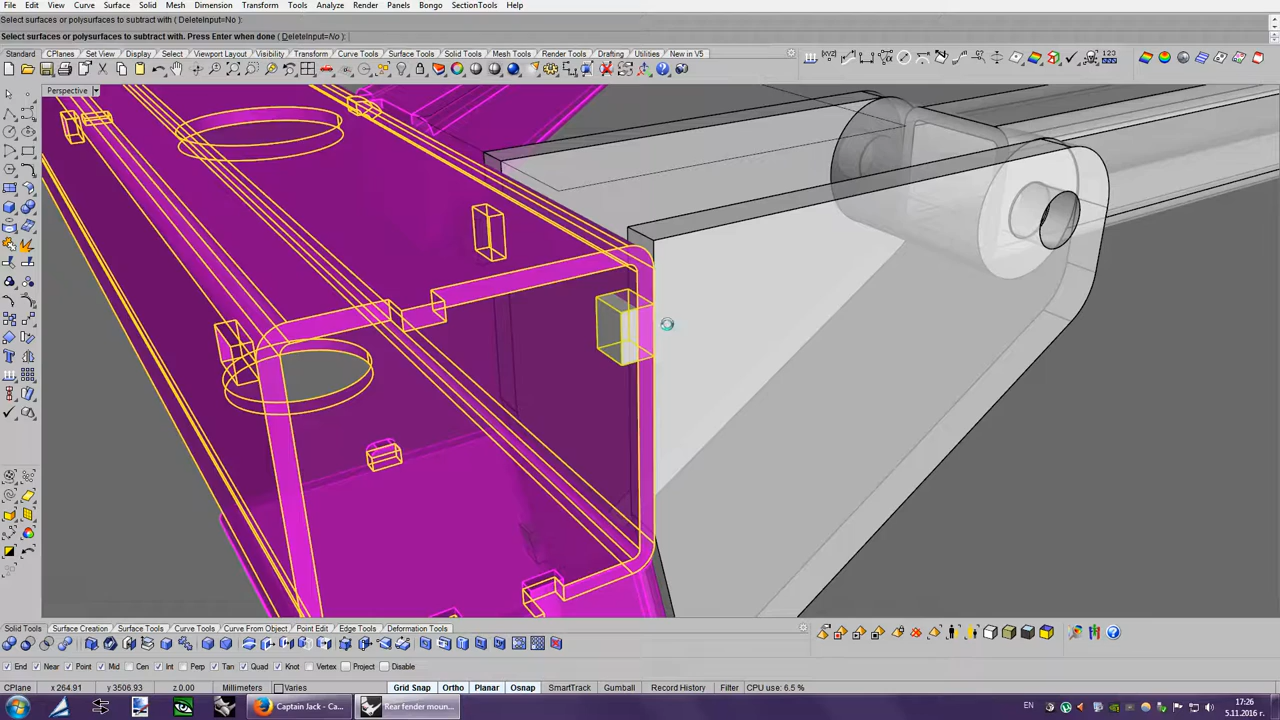 File Edit View Curve Surface Solid Mesh Dimension Transform Tools Analyze Render Panels Bongo SectionTools Help
Select surfaces or polysurfaces to subtract with ( DeleteInput=No ):
Select surfaces or polysurfaces to subtract with. Press Enter when done ( DeleteInput=No ):
Standard CPlanes Set View Display Select Viewport Layout Visibility Transform Curve Tools Surface Tools Solid Tools Mesh Tools Render Tools Drafting Utilities New in V5
Perspective
Solid Tools Surface Creation Surface Tools Curve Tools Curve From Object Point Edit Edge Tools Deformation Tools
End Near Point Mid Cen Int Perp Tan Quad Knot Vertex Project Disable
CPlane x 264.91 y 3506.93 z 0.00 Millimeters Varies Grid Snap Ortho Planar Osnap SmartTrack Gumball Record History Filter CPU use: 6.5 %
Captain Jack - Ca... Rear fender moun... EN 17:26
5.11.2016 г.